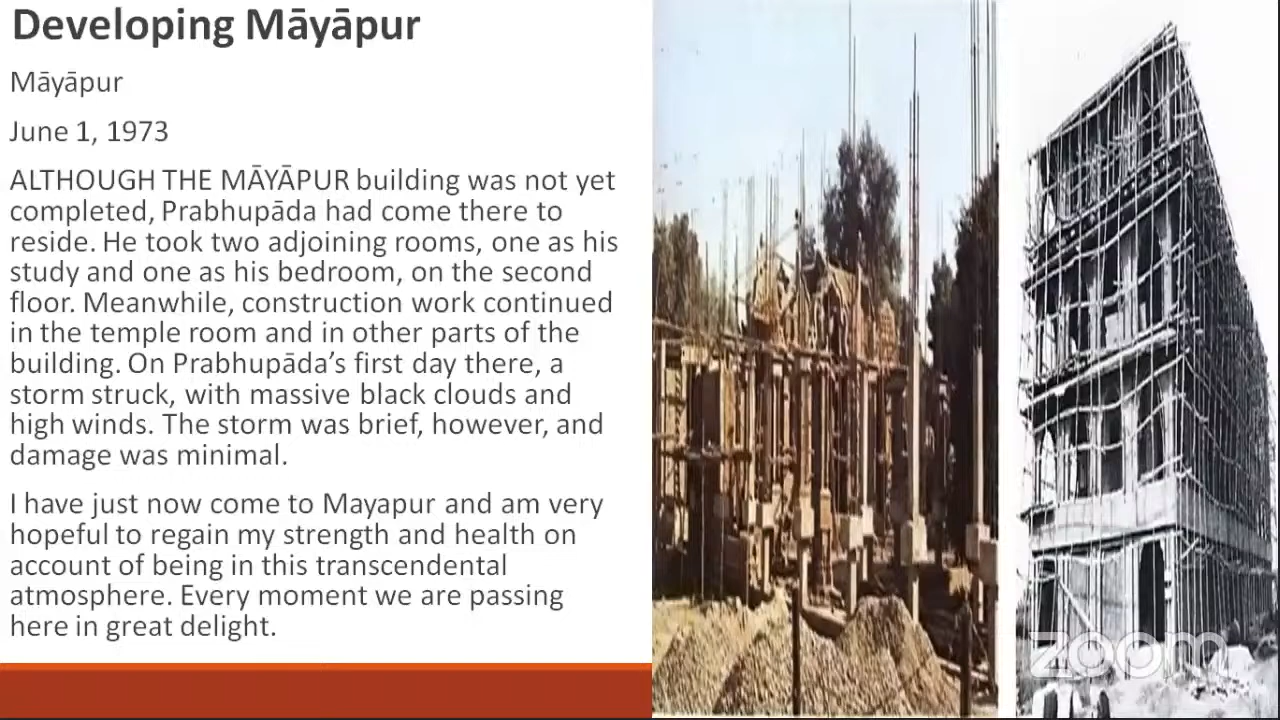 Developing Māyāpur
Māyāpur
June 1, 1973
ALTHOUGH THE MĀYĀPUR building was not yet
completed, Prabhupāda had come there to
reside. He took two adjoining rooms, one as his
study and one as his bedroom, on the second
floor. Meanwhile, construction work continued
in the temple room and in other parts of the
building. On Prabhupāda’s first day there, a
storm struck, with massive black clouds and
high winds. The storm was brief, however, and
damage was minimal.
I have just now come to Mayapur and am very
hopeful to regain my strength and health on
account of being in this transcendental
atmosphere. Every moment we are passing
here in great delight.
zoom